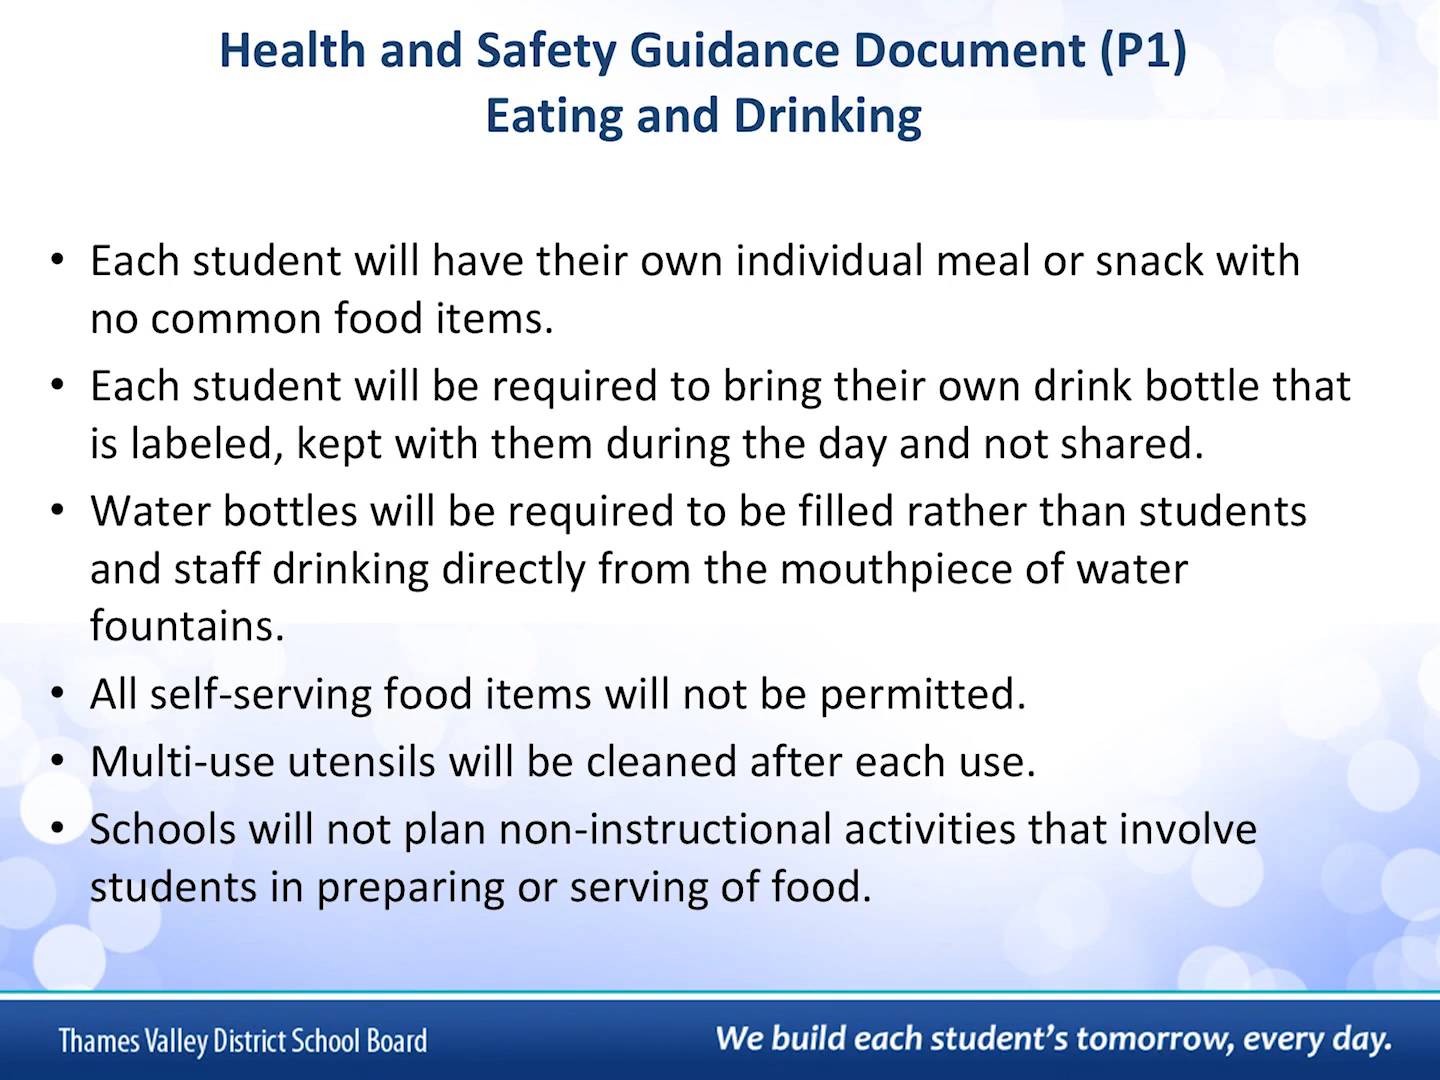 Health and Safety Guidance Document (P1)
Eating and Drinking
• Each student will have their own individual meal or snack with
no common food items.
• Each student will be required to bring their own drink bottle that
is labeled, kept with them during the day and not shared.
• Water bottles will be required to be filled rather than students
and staff drinking directly from the mouthpiece of water
fountains.
• All self-serving food items will not be permitted.
• Multi-use utensils will be cleaned after each use.
• Schools will not plan non-instructional activities that involve
students in preparing or serving of food.
Thames Valley District School Board
We build each student's tomorrow, every day.